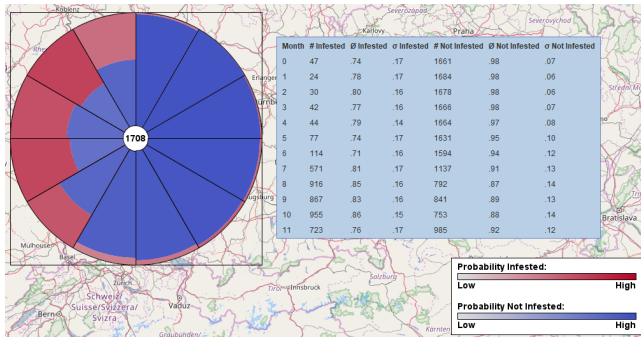 Koblenz
Severozápad
Karlovy
Praha
Severovýchod
1708
Month # Infested Ø Infested σ Infested # Not Infested Ø Not Infested σ Not Infested
0 47 .74 .17 1661 .98 .07
1 24 .78 .17 1684 .98 .06
2 30 .80 .16 1678 .98 .06
3 42 .77 .16 1666 .98 .07
4 44 .79 .14 1664 .97 .08
5 77 .74 .17 1631 .95 .10
6 114 .71 .16 1594 .94 .12
7 571 .81 .17 1137 .91 .13
8 916 .85 .16 792 .87 .14
9 867 .83 .16 841 .89 .13
10 955 .86 .15 753 .88 .14
11 723 .76 .17 985 .92 .12
Erlangen
Augsburg
Bratislava
Mulhouse
Basel
Zürich
Schweiz/
Suisse/Svizzera/
Svizra
Bern
Vaduz
Graubünden/
Tirol
Innsbruck
Salzburg
Kärnten
Probability Infested:
Low High
Probability Not Infested:
Low High